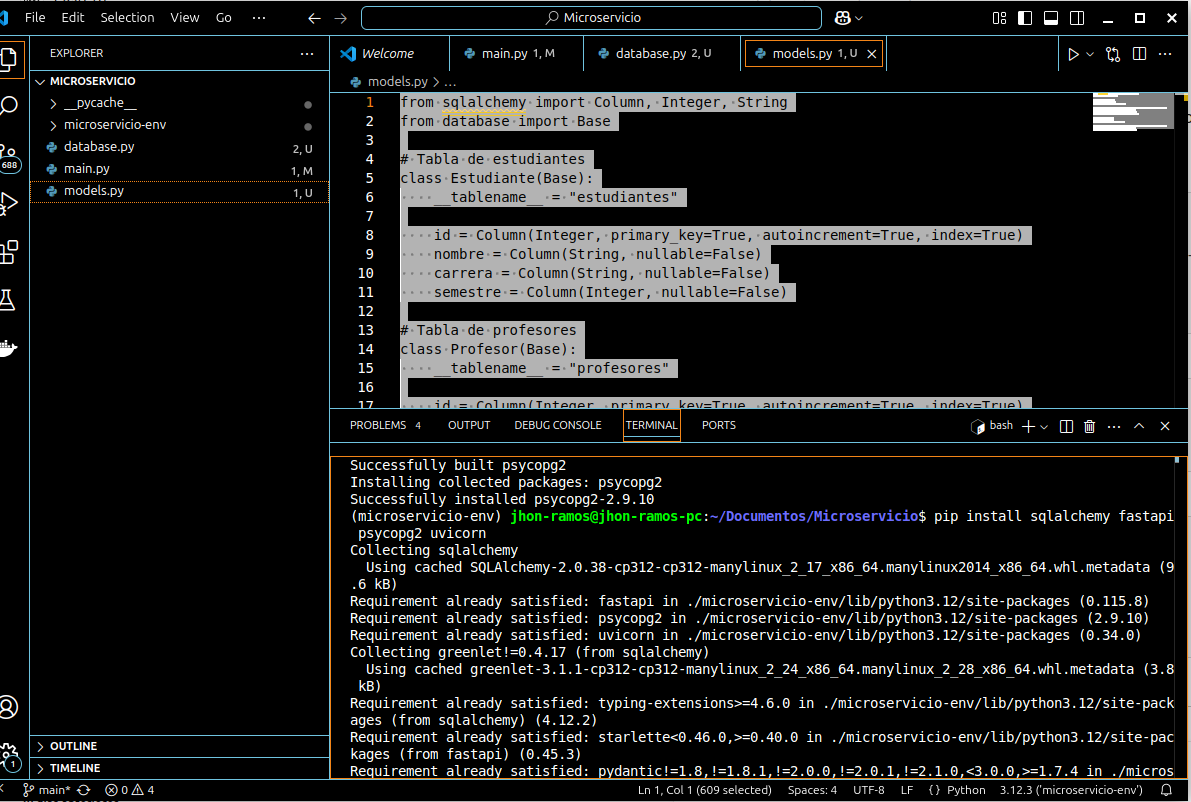 File Edit Selection View Go ··· Microservicio
EXPLORER ···
MICROSERVICIO
__pycache__
microservicio-env
database.py 2, U
main.py 1, M
models.py 1, U
688
1
OUTLINE
TIMELINE
Welcome main.py 1, M database.py 2, U models.py 1, U
models.py > ...
1 from sqlalchemy import Column, Integer, String
2 from database import Base
3
4 # Tabla de estudiantes
5 class Estudiante(Base):
6 __tablename__ = "estudiantes"
7
8 id = Column(Integer, primary_key=True, autoincrement=True, index=True)
9 nombre = Column(String, nullable=False)
10 carrera = Column(String, nullable=False)
11 semestre = Column(Integer, nullable=False)
12
13 # Tabla de profesores
14 class Profesor(Base):
15 __tablename__ = "profesores"
16
17 id = Column(Integer, primary_key=True, autoincrement=True, index=True)
PROBLEMS 4 OUTPUT DEBUG CONSOLE TERMINAL PORTS bash
Successfully built psycopg2
Installing collected packages: psycopg2
Successfully installed psycopg2-2.9.10
(microservicio-env) jhon-ramos@jhon-ramos-pc:~/Documentos/Microservicio$ pip install sqlalchemy fastapi
psycopg2 uvicorn
Collecting sqlalchemy
Using cached SQLAlchemy-2.0.38-cp312-cp312-manylinux_2_17_x86_64.manylinux2014_x86_64.whl.metadata (9
.6 kB)
Requirement already satisfied: fastapi in ./microservicio-env/lib/python3.12/site-packages (0.115.8)
Requirement already satisfied: psycopg2 in ./microservicio-env/lib/python3.12/site-packages (2.9.10)
Requirement already satisfied: uvicorn in ./microservicio-env/lib/python3.12/site-packages (0.34.0)
Collecting greenlet!=0.4.17 (from sqlalchemy)
Using cached greenlet-3.1.1-cp312-cp312-manylinux_2_24_x86_64.manylinux_2_28_x86_64.whl.metadata (3.8
kB)
Requirement already satisfied: typing-extensions>=4.6.0 in ./microservicio-env/lib/python3.12/site-pack
ages (from sqlalchemy) (4.12.2)
Requirement already satisfied: starlette<0.46.0,>=0.40.0 in ./microservicio-env/lib/python3.12/site-pac
kages (from fastapi) (0.45.3)
Requirement already satisfied: pydantic!=1.8,!=1.8.1,!=2.0.0,!=2.0.1,!=2.1.0,<3.0.0,>=1.7.4 in ./micros
main* 0 4 Ln 1, Col 1 (609 selected) Spaces: 4 UTF-8 LF {} Python 3.12.3 ('microservicio-env')